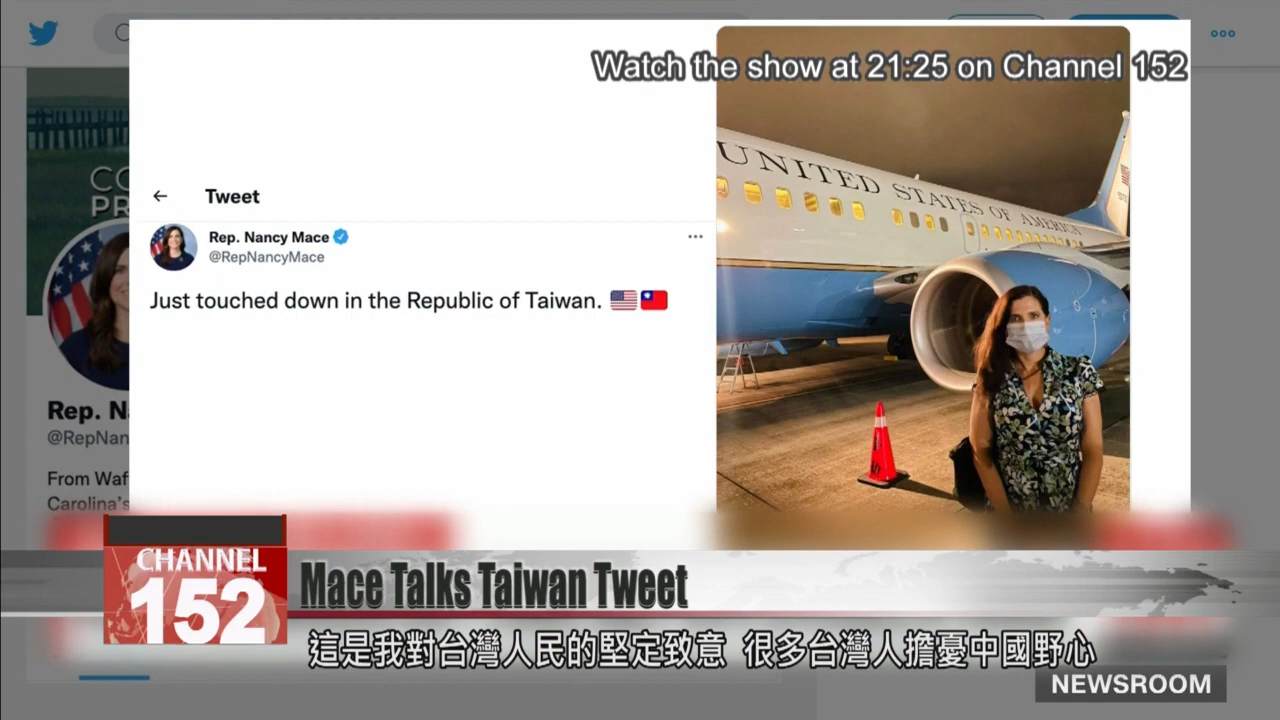 Watch the show at 21:25 on Channel 152
Tweet
Rep. Nancy Mace
@RepNancyMace
Just touched down in the Republic of Taiwan.
UNITED STATES OF AMERICA
Rep. N
@RepNan
From Waf
Carolina's
CHANNEL
152
Mace Talks Taiwan Tweet
這是我對台灣人民的堅定致意 很多台灣人擔憂中國野心
NEWSROOM